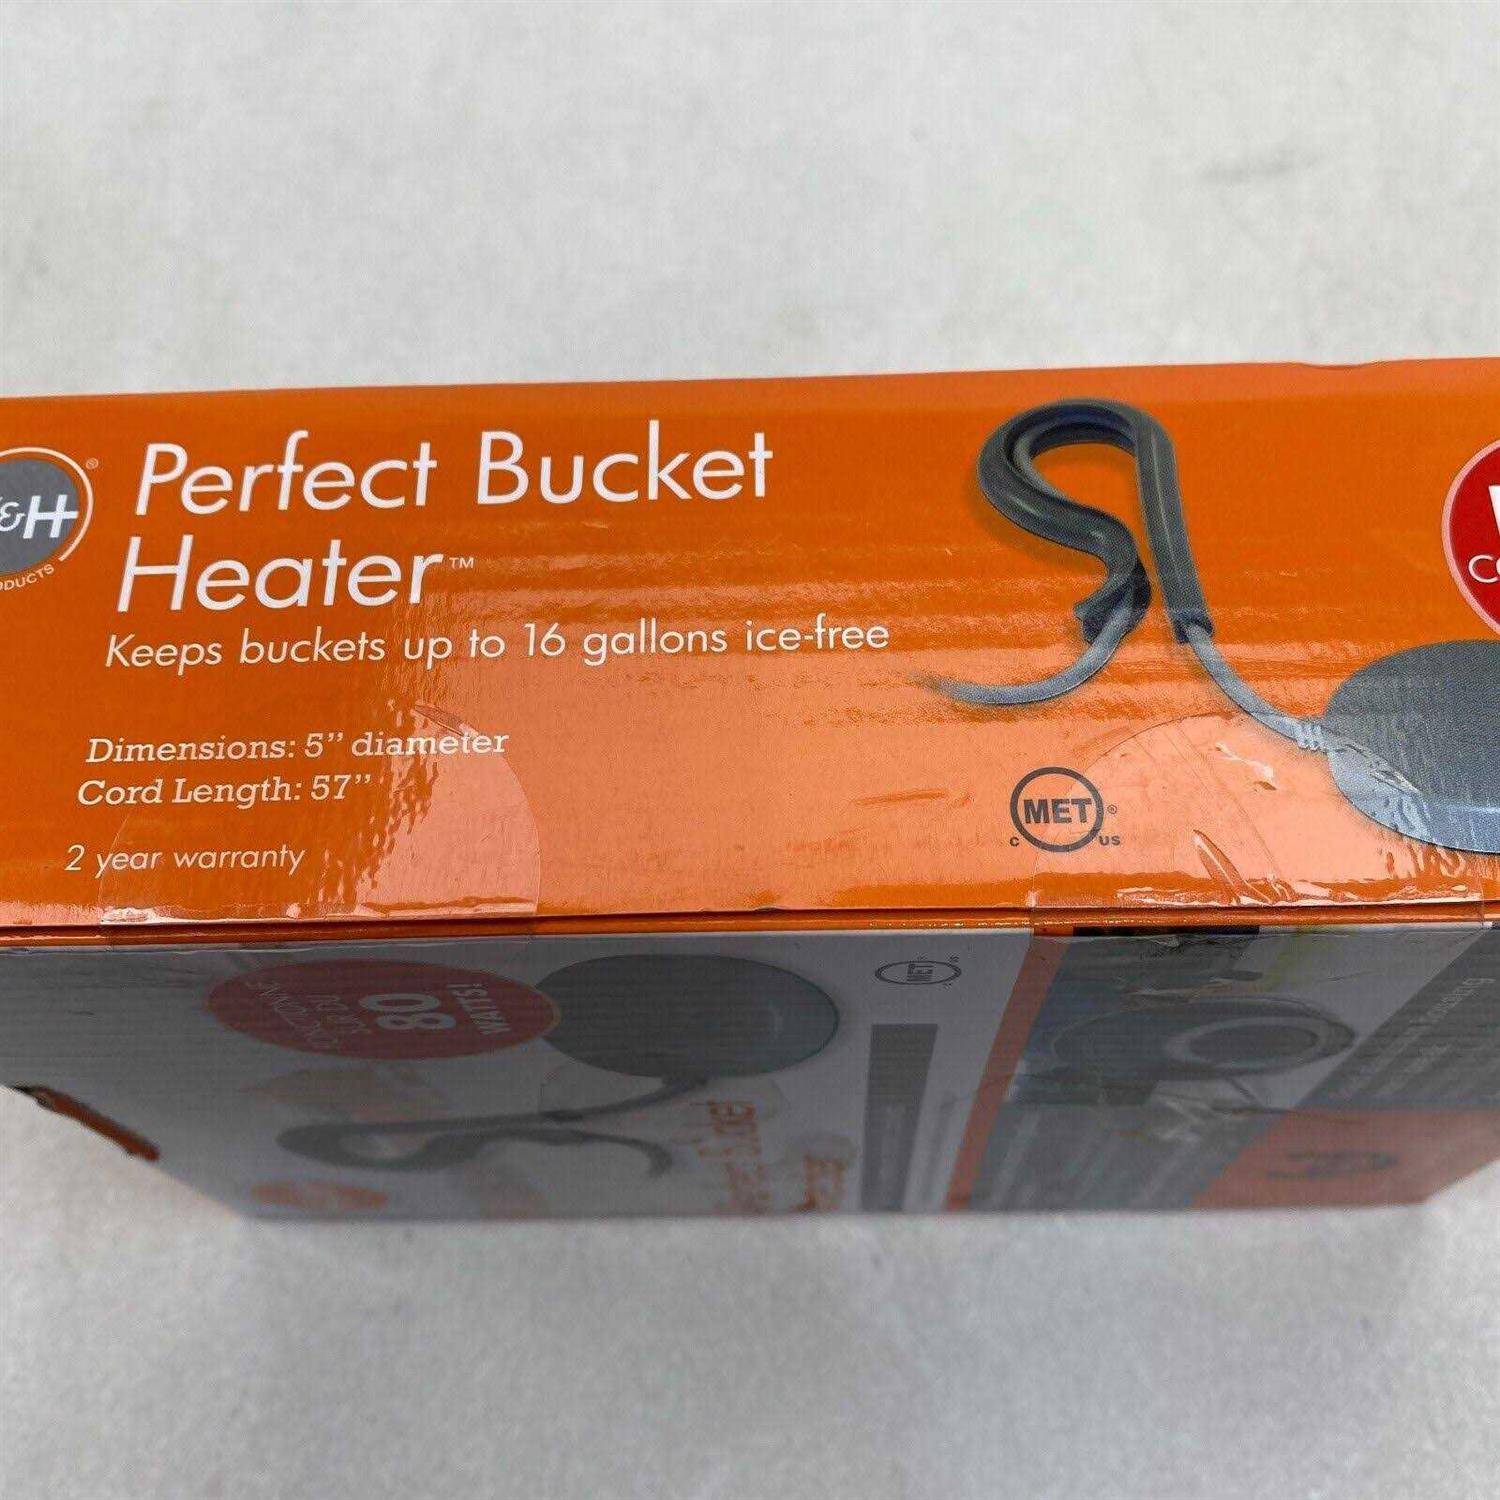 &H®
Perfect Bucket
Heater™
Keeps buckets up to 16 gallons ice-free
Dimensions: 5” diameter
Cord Length: 57”
2 year warranty
MET®
C US
MET
80
WATTS!